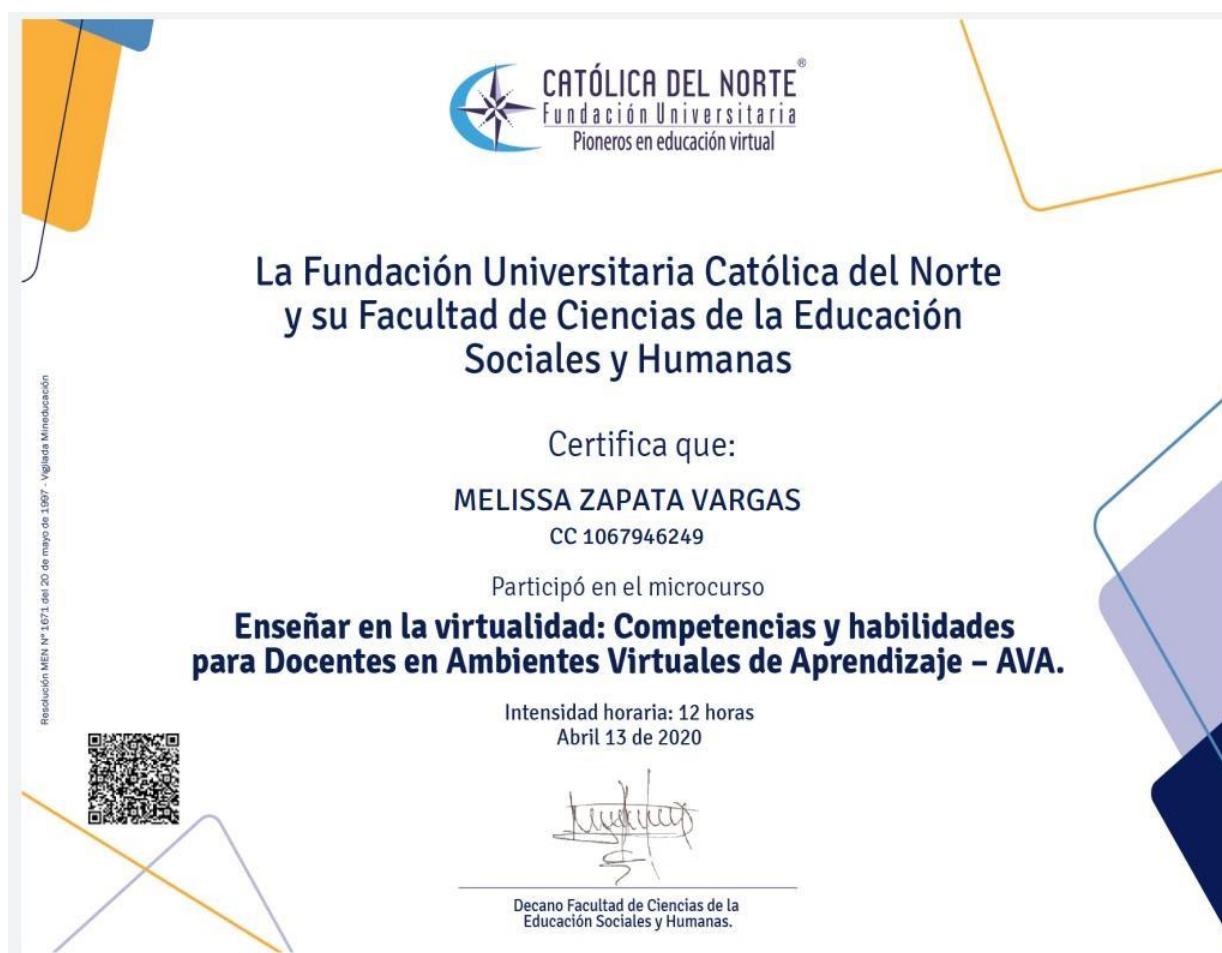 CATÓLICA DEL NORTE®
Fundación Universitaria
Pioneros en educación virtual
La Fundación Universitaria Católica del Norte
y su Facultad de Ciencias de la Educación
Sociales y Humanas
Certifica que:
MELISSA ZAPATA VARGAS
CC 1067946249
Participó en el microcurso
Enseñar en la virtualidad: Competencias y habilidades
para Docentes en Ambientes Virtuales de Aprendizaje – AVA.
Intensidad horaria: 12 horas
Abril 13 de 2020
Decano Facultad de Ciencias de la
Educación Sociales y Humanas.
Resolución MEN Nº 1671 del 20 de mayo de 1997 - Vigilada Mineducación